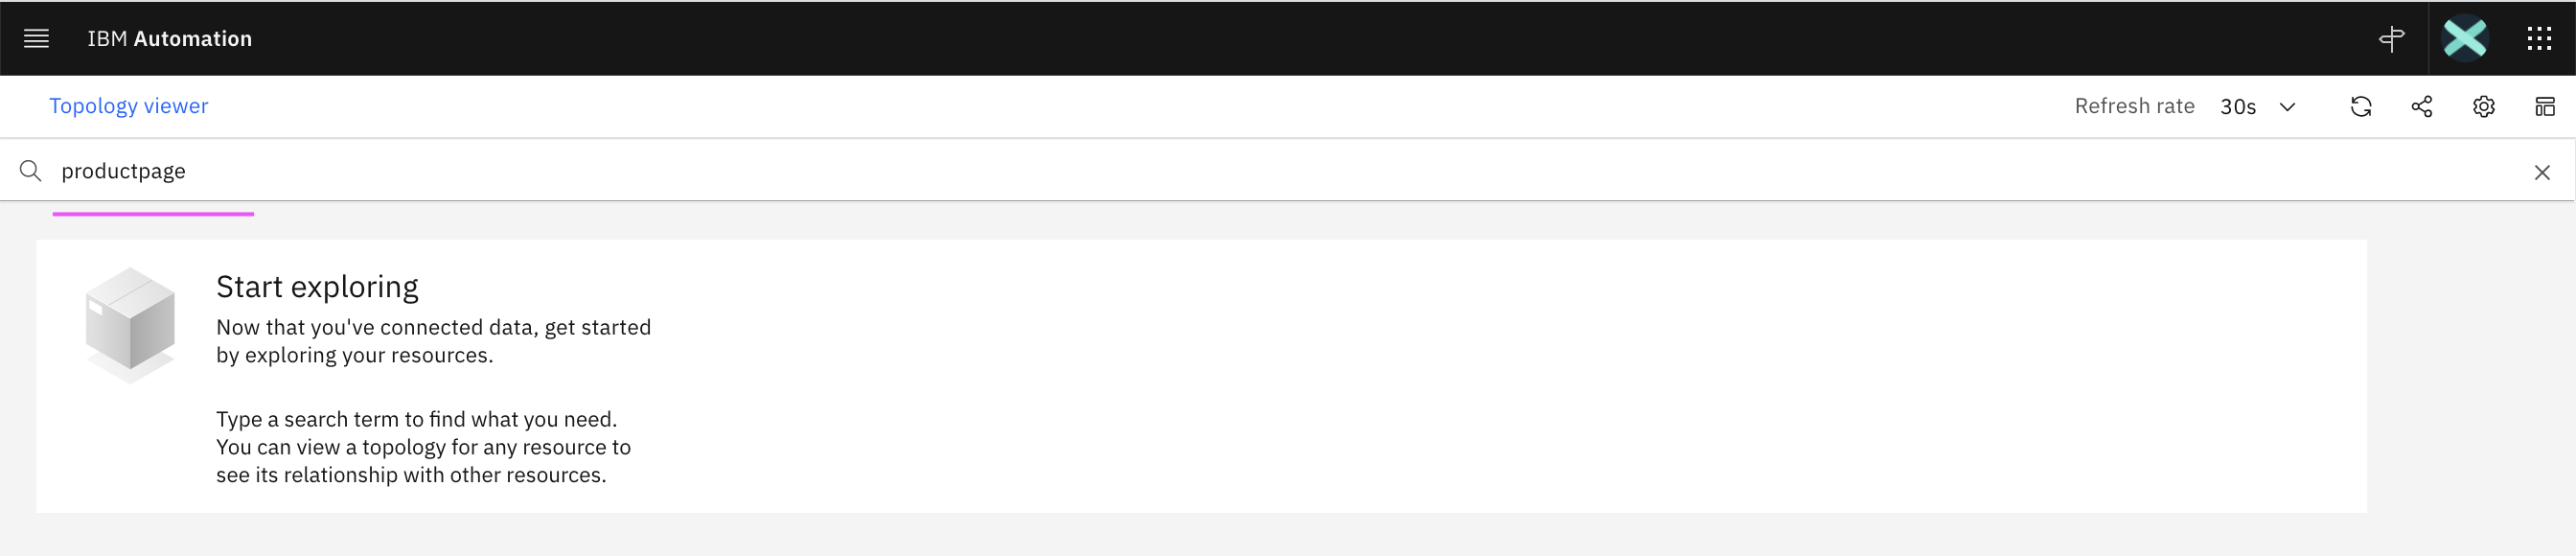 IBM Automation
Topology viewer
Refresh rate 30s
productpage
Start exploring
Now that you've connected data, get started
by exploring your resources.
Type a search term to find what you need.
You can view a topology for any resource to
see its relationship with other resources.